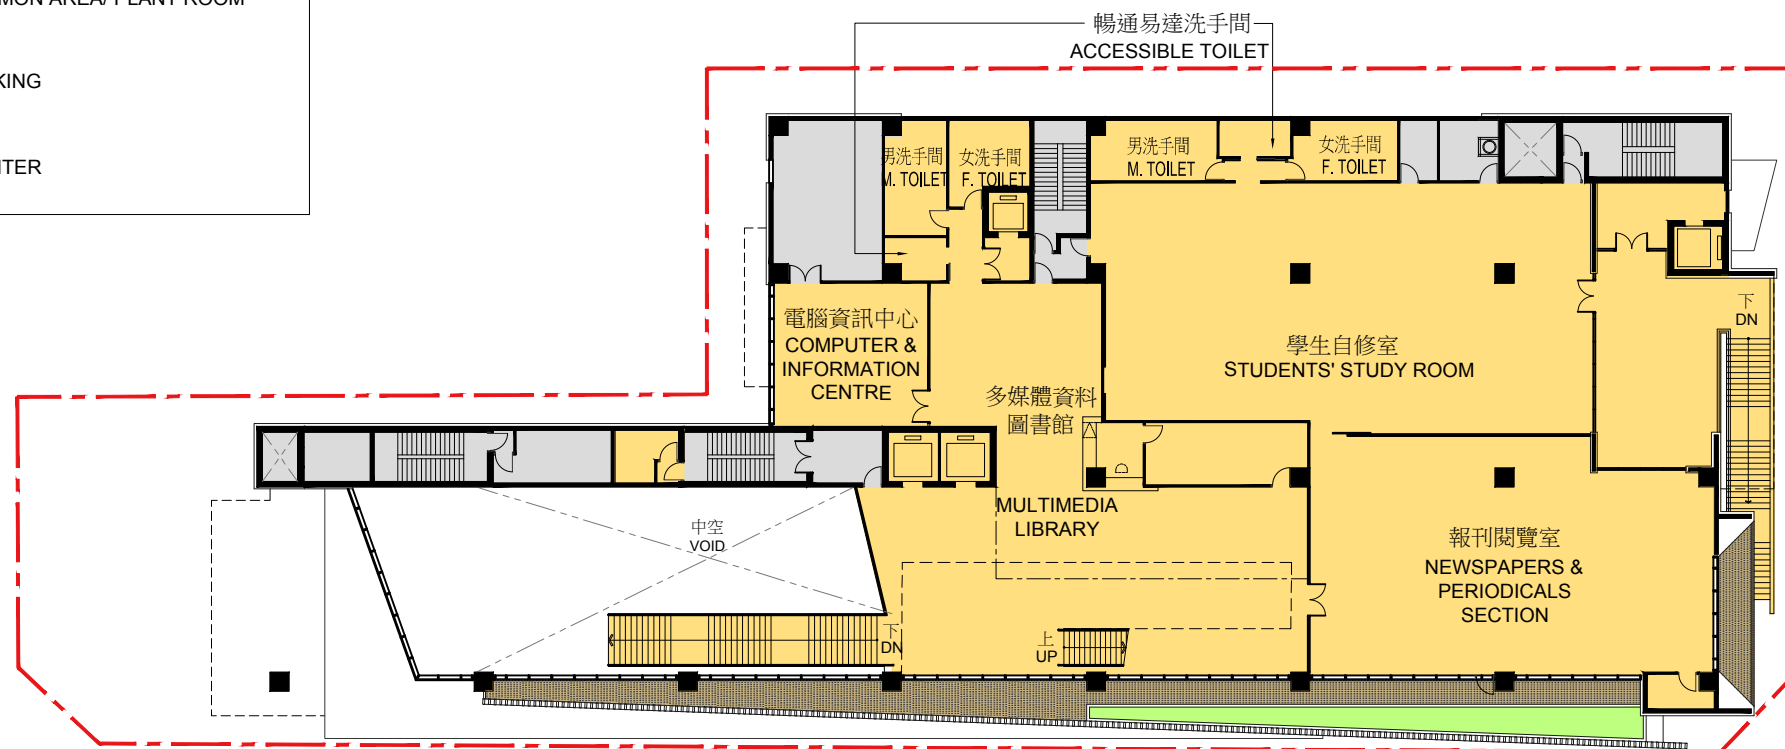 AREA/ PLANT ROOM
暢通易達洗手間
ACCESSIBLE TOILET
男洗手間
M. TOILET
女洗手間
F. TOILET
男洗手間
M. TOILET
女洗手間
F. TOILET
電腦資訊中心
COMPUTER &
INFORMATION
CENTRE
學生自修室
STUDENTS' STUDY ROOM
下
DN
多媒體資料
圖書館
MULTIMEDIA
LIBRARY
中空
VOID
報刊閱覽室
NEWSPAPERS &
PERIODICALS
SECTION
下
DN
上
UP